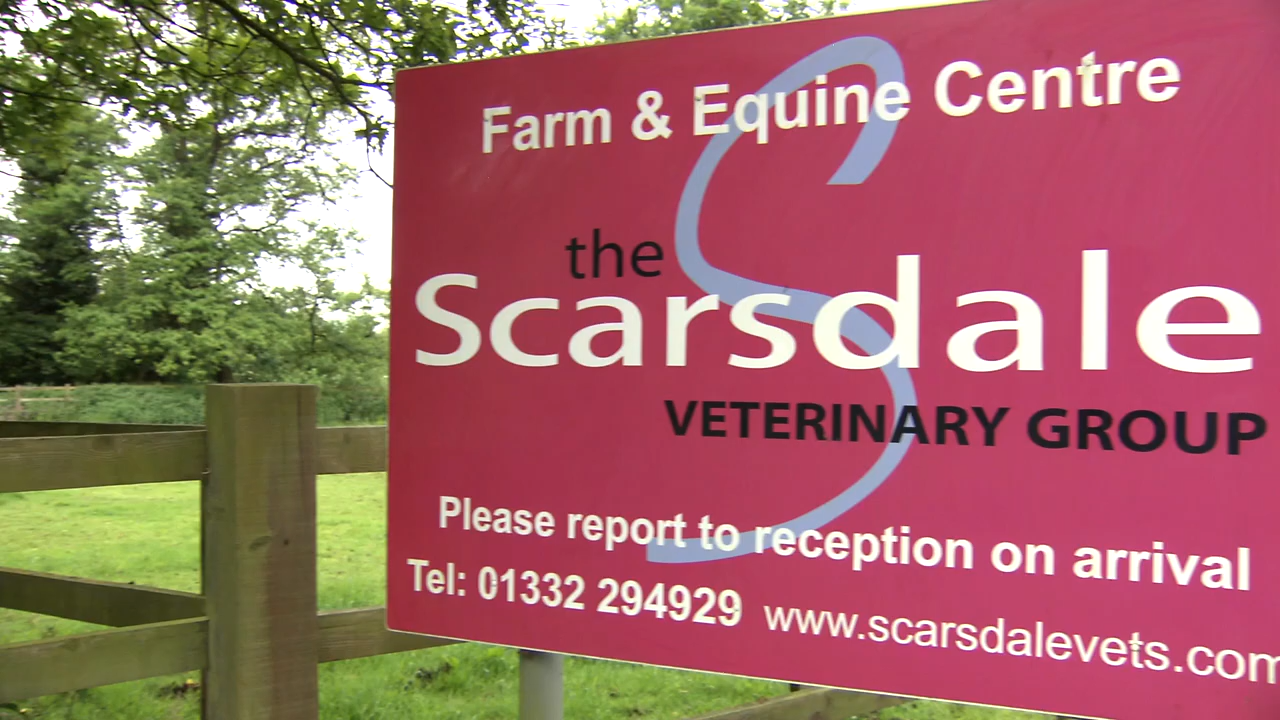 Farm & Equine Centre
the
Scarsdale
VETERINARY GROUP
Please report to reception on arrival
Tel: 01332 294929 www.scarsdalevets.com